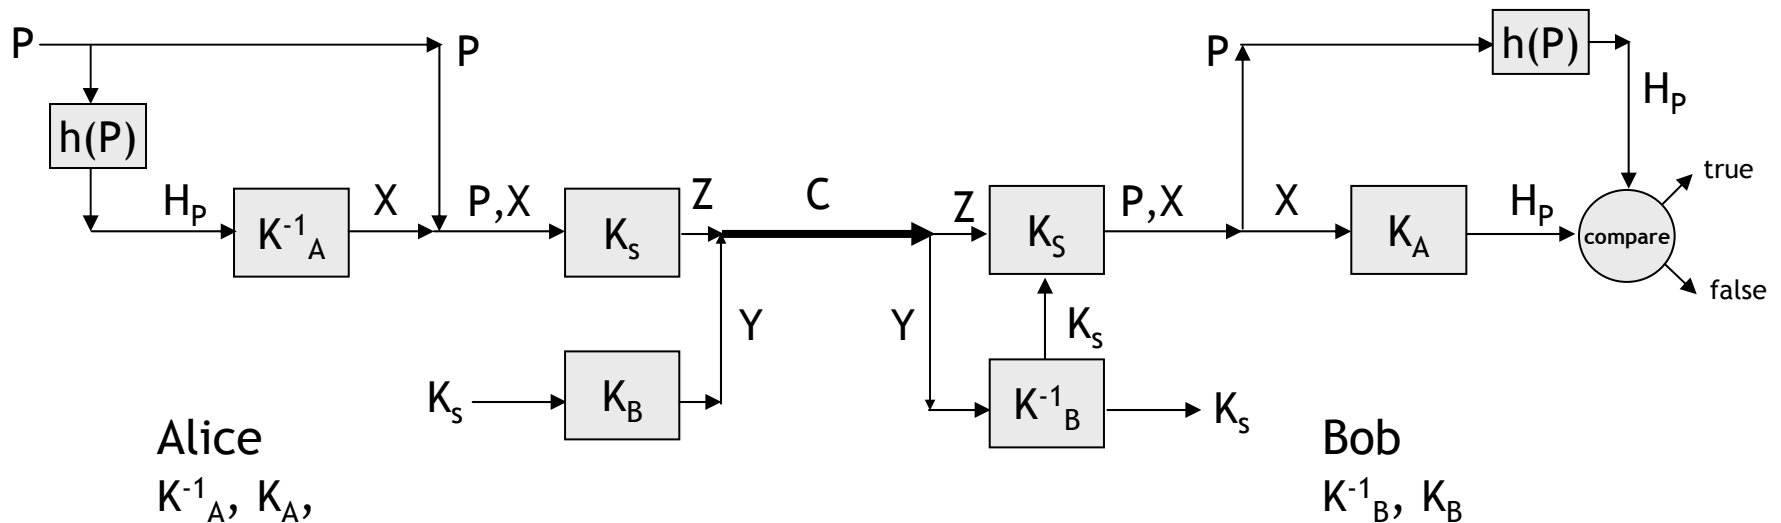 P
P
h(P)
H_P
K^-1_A
X
P,X
K_s
Z
C
Y
K_s
K_B
Alice
K^-1_A, K_A,
Z
Y
K_S
K_s
K^-1_B
K_s
P,X
P
h(P)
H_P
X
K_A
H_P
compare
true
false
Bob
K^-1_B, K_B